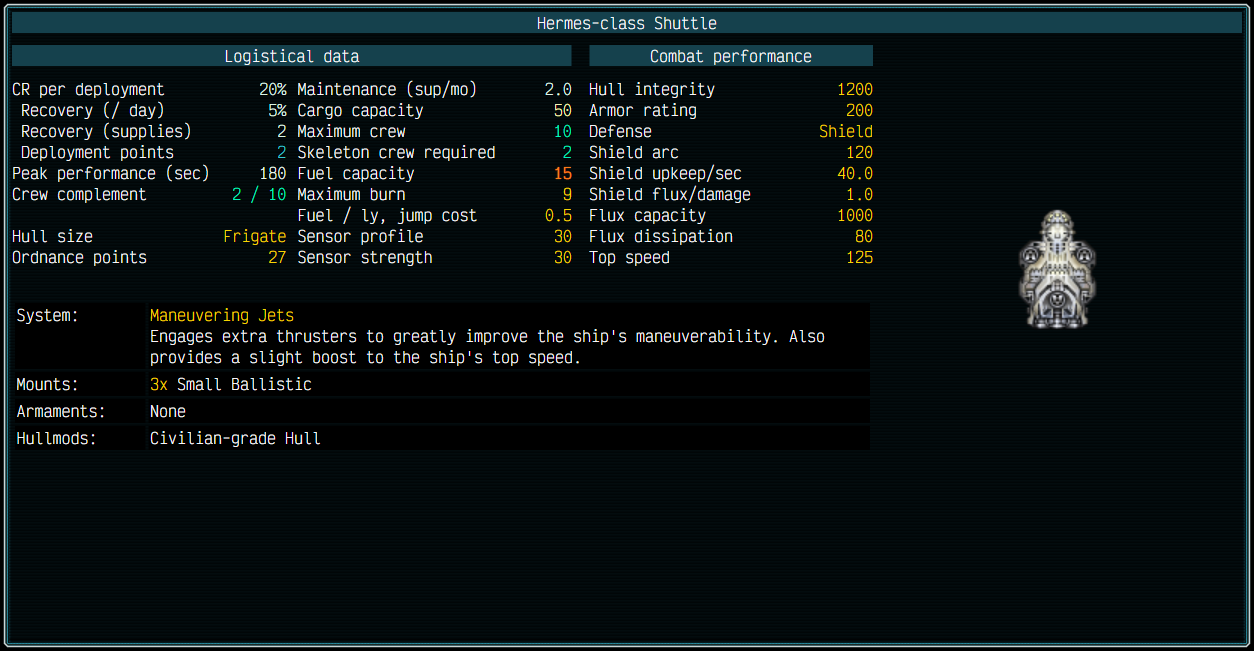 Hermes-class Shuttle
Logistical data Combat performance
CR per deployment 20% Maintenance (sup/mo) 2.0 Hull integrity 1200
Recovery (/ day) 5% Cargo capacity 50 Armor rating 200
Recovery (supplies) 2 Maximum crew 10 Defense Shield
Deployment points 2 Skeleton crew required 2 Shield arc 120
Peak performance (sec) 180 Fuel capacity 15 Shield upkeep/sec 40.0
Crew complement 2 / 10 Maximum burn 9 Shield flux/damage 1.0
Fuel / ly, jump cost 0.5 Flux capacity 1000
Hull size Frigate Sensor profile 30 Flux dissipation 80
Ordnance points 27 Sensor strength 30 Top speed 125
System: Maneuvering Jets
Engages extra thrusters to greatly improve the ship's maneuverability. Also
provides a slight boost to the ship's top speed.
Mounts: 3x Small Ballistic
Armaments: None
Hullmods: Civilian-grade Hull